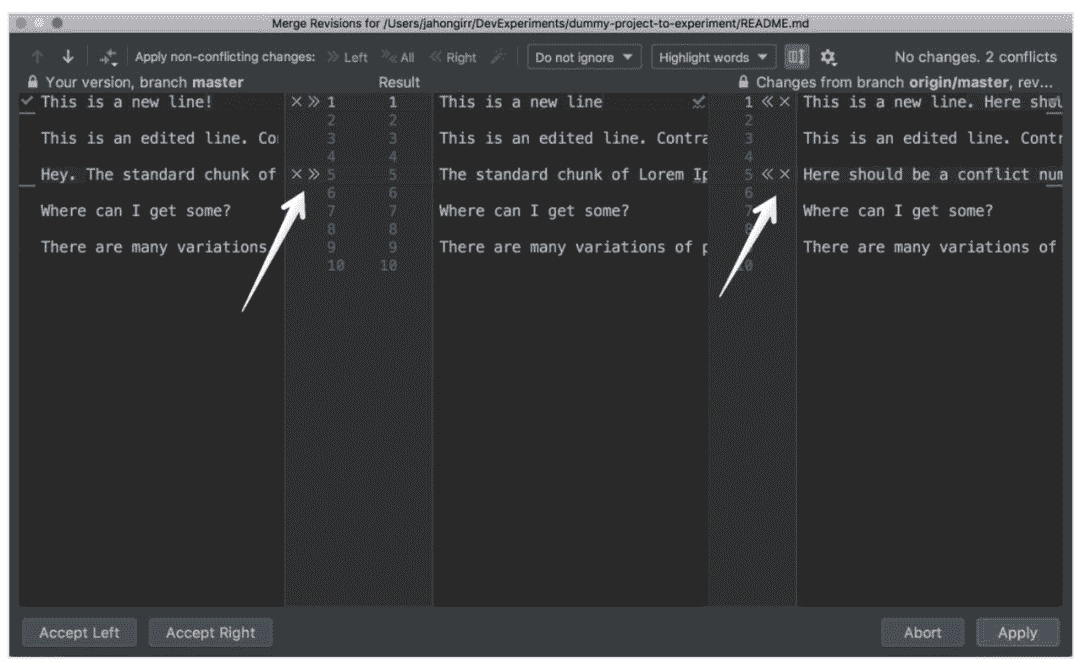 Merge Revisions for /Users/jahongirr/DevExperiments/dummy-project-to-experiment/README.md
Apply non-conflicting changes: Left All Right Do not ignore Highlight words No changes. 2 conflicts
Your version, branch master Result Changes from branch origin/master, rev...
This is a new line! × » 1 1 This is a new line 1 « × This is a new line. Here
2 2 2
This is an edited line. 3 3 This is an edited line. 3 This is an edited line.
4 4 4
Hey. The standard chunk of × » 5 5 The standard chunk of Lorem 5 « × Here should be a conflict
6 6 6
Where can I get some? 7 7 Where can I get some? 7 Where can I get some?
8 8 8
There are many variations 9 9 There are many variations of 9 There are many variations of
10 10 10
Accept Left Accept Right Abort Apply